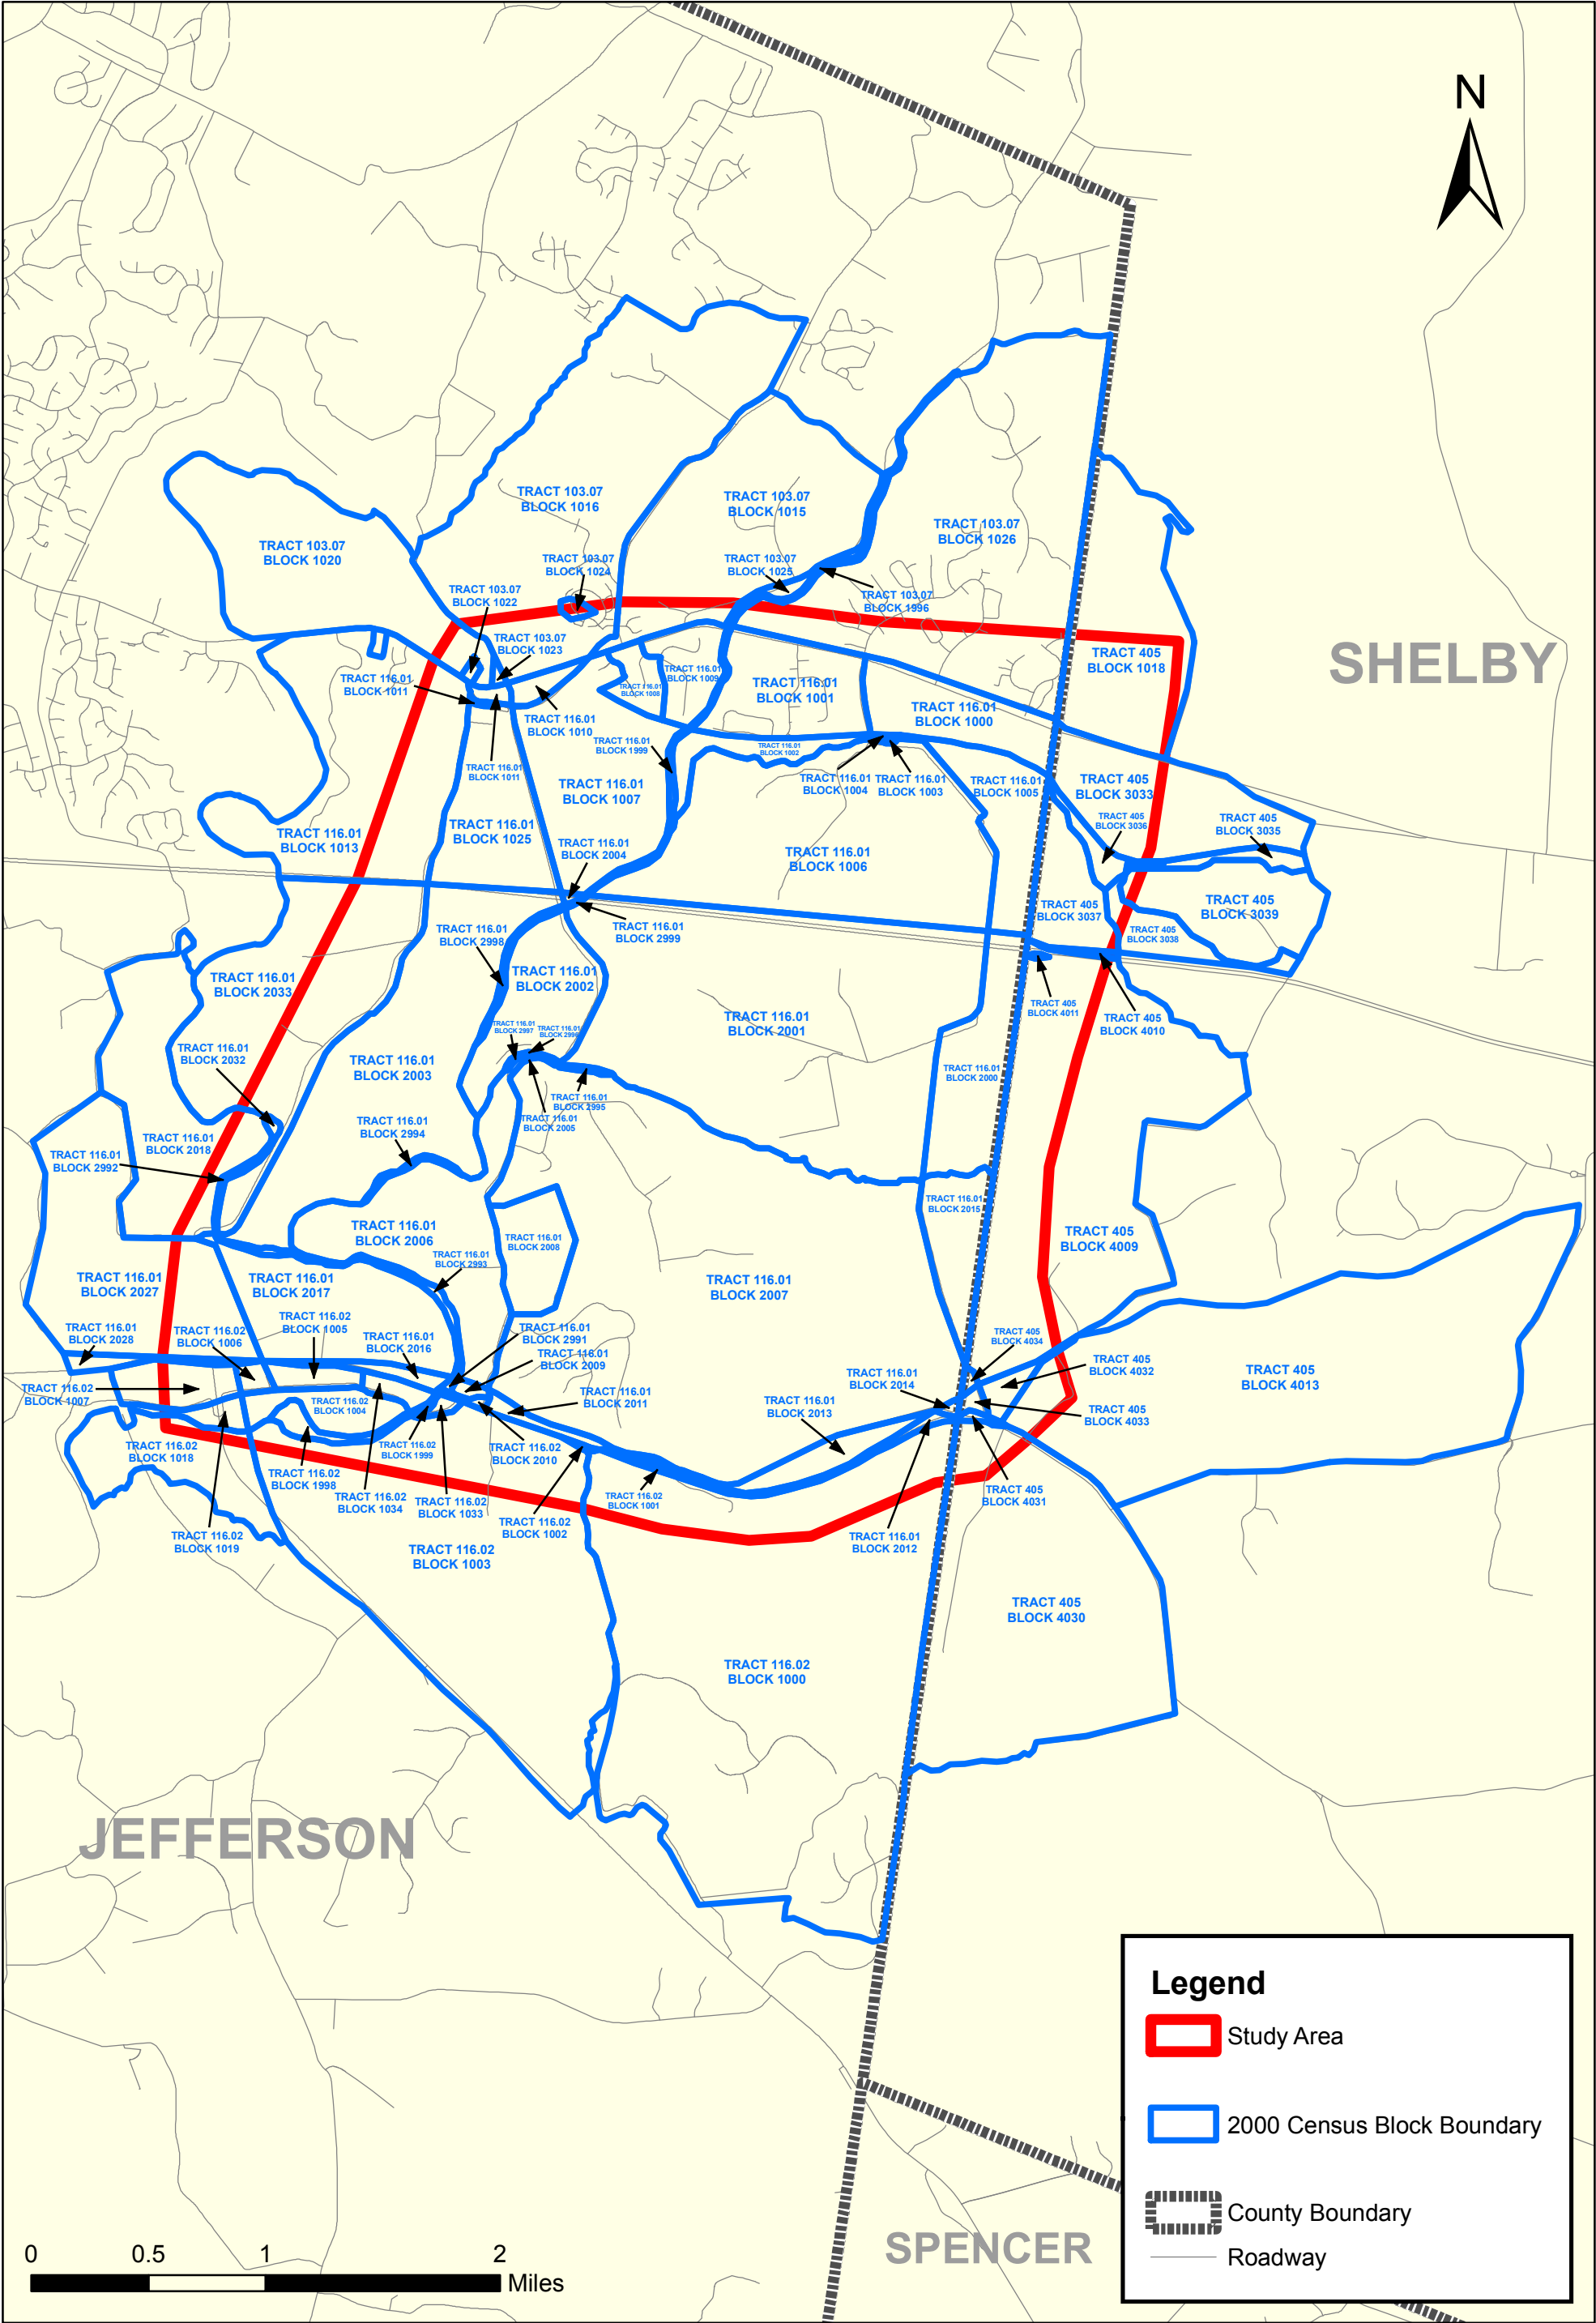 N
SHELBY
TRACT 103.07
BLOCK 1016
TRACT 103.07
BLOCK 1015
TRACT 103.07
BLOCK 1026
TRACT 103.07
BLOCK 1020
TRACT 103.07
BLOCK 1024
TRACT 103.07
BLOCK 1025
TRACT 103.07
BLOCK 1996
TRACT 103.07
BLOCK 1022
TRACT 103.07
BLOCK 1023
TRACT 405
BLOCK 1018
TRACT 116.01
BLOCK 1011
TRACT 116.01
BLOCK 1008
TRACT 116.01
BLOCK 1009
TRACT 116.01
BLOCK 1001
TRACT 116.01
BLOCK 1000
TRACT 116.01
BLOCK 1010
TRACT 116.01
BLOCK 1999
TRACT 116.01
BLOCK 1002
TRACT 116.01
BLOCK 1011
TRACT 116.01
BLOCK 1007
TRACT 116.01
BLOCK 1004
TRACT 116.01
BLOCK 1003
TRACT 116.01
BLOCK 1005
TRACT 405
BLOCK 3033
TRACT 405
BLOCK 3036
TRACT 405
BLOCK 3035
TRACT 116.01
BLOCK 1013
TRACT 116.01
BLOCK 1025
TRACT 116.01
BLOCK 2004
TRACT 116.01
BLOCK 1006
TRACT 405
BLOCK 3037
TRACT 405
BLOCK 3039
TRACT 405
BLOCK 3038
TRACT 116.01
BLOCK 2998
TRACT 116.01
BLOCK 2999
TRACT 116.01
BLOCK 2033
TRACT 116.01
BLOCK 2002
TRACT 405
BLOCK 4011
TRACT 405
BLOCK 4010
TRACT 116.01
BLOCK 2001
TRACT 116.01
BLOCK 2997
TRACT 116.01
BLOCK 2996
TRACT 116.01
BLOCK 2032
TRACT 116.01
BLOCK 2003
TRACT 116.01
BLOCK 2000
TRACT 116.01
BLOCK 2995
TRACT 116.01
BLOCK 2005
TRACT 116.01
BLOCK 2994
TRACT 116.01
BLOCK 2018
TRACT 116.01
BLOCK 2992
TRACT 116.01
BLOCK 2015
TRACT 116.01
BLOCK 2006
TRACT 116.01
BLOCK 2008
TRACT 405
BLOCK 4009
TRACT 116.01
BLOCK 2993
TRACT 116.01
BLOCK 2027
TRACT 116.01
BLOCK 2017
TRACT 116.01
BLOCK 2007
TRACT 116.01
BLOCK 2028
TRACT 116.02
BLOCK 1006
TRACT 116.02
BLOCK 1005
TRACT 116.01
BLOCK 2016
TRACT 116.01
BLOCK 2991
TRACT 116.01
BLOCK 2009
TRACT 405
BLOCK 4034
TRACT 405
BLOCK 4032
TRACT 405
BLOCK 4013
TRACT 116.02
BLOCK 1007
TRACT 116.02
BLOCK 1004
TRACT 116.01
BLOCK 2011
TRACT 116.01
BLOCK 2014
TRACT 116.01
BLOCK 2013
TRACT 405
BLOCK 4033
TRACT 116.02
BLOCK 1018
TRACT 116.02
BLOCK 1998
TRACT 116.02
BLOCK 1999
TRACT 116.02
BLOCK 2010
TRACT 116.02
BLOCK 1034
TRACT 116.02
BLOCK 1033
TRACT 116.02
BLOCK 1002
TRACT 116.02
BLOCK 1001
TRACT 405
BLOCK 4031
TRACT 116.02
BLOCK 1019
TRACT 116.02
BLOCK 1003
TRACT 116.01
BLOCK 2012
TRACT 405
BLOCK 4030
TRACT 116.02
BLOCK 1000
JEFFERSON
SPENCER
Legend
Study Area
2000 Census Block Boundary
County Boundary
Roadway
0 0.5 1 2
Miles